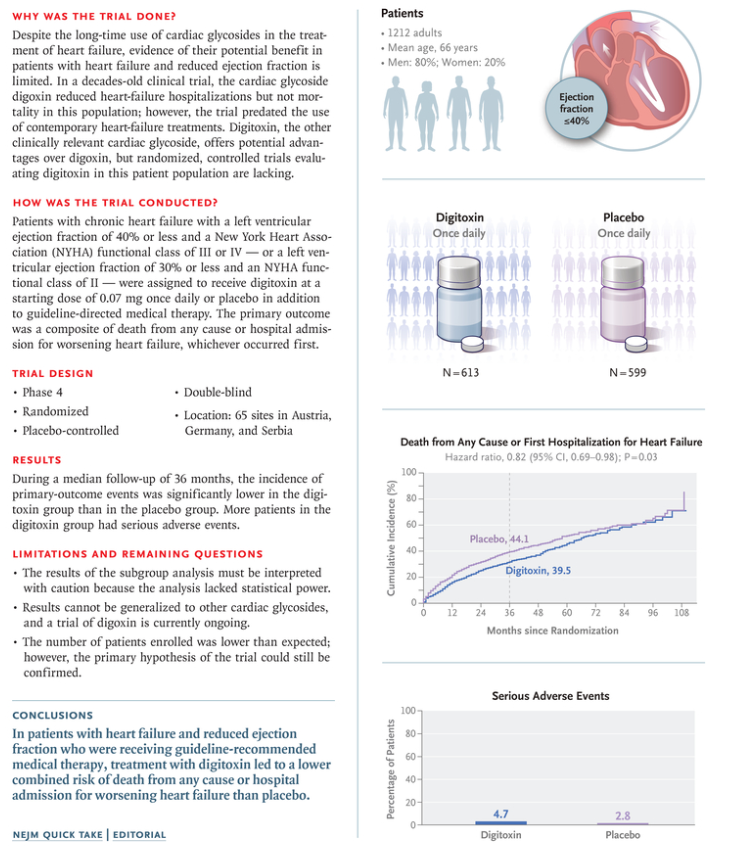 WHY WAS THE TRIAL DONE?
Despite the long-time use of cardiac glycosides in the treat-
ment of heart failure, evidence of their potential benefit in
patients with heart failure and reduced ejection fraction is
limited. In a decades-old clinical trial, the cardiac glycoside
digoxin reduced heart-failure hospitalizations but not mor-
tality in this population; however, the trial predated the use
of contemporary heart-failure treatments. Digitoxin, the other
clinically relevant cardiac glycoside, offers potential advan-
tages over digoxin, but randomized, controlled trials evalu-
ating digitoxin in this patient population are lacking.
HOW WAS THE TRIAL CONDUCTED?
Patients with chronic heart failure with a left ventricular
ejection fraction of 40% or less and a New York Heart Asso-
ciation (NYHA) functional class of III or IV — or a left ven-
tricular ejection fraction of 30% or less and an NYHA func-
tional class of II — were assigned to receive digitoxin at a
starting dose of 0.07 mg once daily or placebo in addition
to guideline-directed medical therapy. The primary outcome
was a composite of death from any cause or hospital admis-
sion for worsening heart failure, whichever occurred first.
TRIAL DESIGN
• Phase 4
• Randomized
• Placebo-controlled
• Double-blind
• Location: 65 sites in Austria,
Germany, and Serbia
RESULTS
During a median follow-up of 36 months, the incidence of
primary-outcome events was significantly lower in the digi-
toxin group than in the placebo group. More patients in the
digitoxin group had serious adverse events.
LIMITATIONS AND REMAINING QUESTIONS
• The results of the subgroup analysis must be interpreted
with caution because the analysis lacked statistical power.
• Results cannot be generalized to other cardiac glycosides,
and a trial of digoxin is currently ongoing.
• The number of patients enrolled was lower than expected;
however, the primary hypothesis of the trial could still be
confirmed.
CONCLUSIONS
In patients with heart failure and reduced ejection
fraction who were receiving guideline-recommended
medical therapy, treatment with digitoxin led to a lower
combined risk of death from any cause or hospital
admission for worsening heart failure than placebo.
NEJM QUICK TAKE | EDITORIAL
Patients
• 1212 adults
• Mean age, 66 years
• Men: 80%; Women: 20%
Ejection
fraction
≤40%
Digitoxin
Once daily
N=613
Placebo
Once daily
N=599
Death from Any Cause or First Hospitalization for Heart Failure
Hazard ratio, 0.82 (95% CI, 0.69–0.98); P=0.03
Cumulative Incidence (%)
100
80
60
40
20
0
Placebo, 44.1
Digitoxin, 39.5
0 12 24 36 48 60 72 84 96 108
Months since Randomization
Serious Adverse Events
Percentage of Patients
100
80
60
40
20
0
4.7
2.8
Digitoxin
Placebo